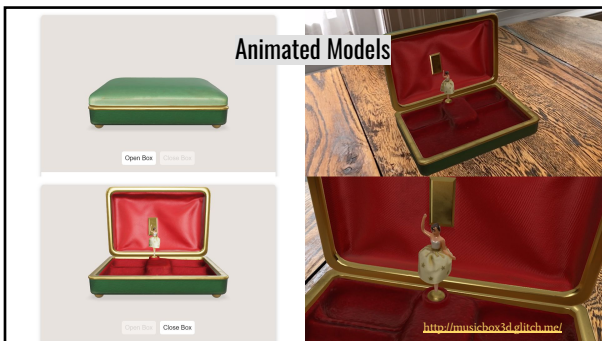 Animated Models
Open Box Close Box
Open Box Close Box
http://musicbox3d.glitch.me/